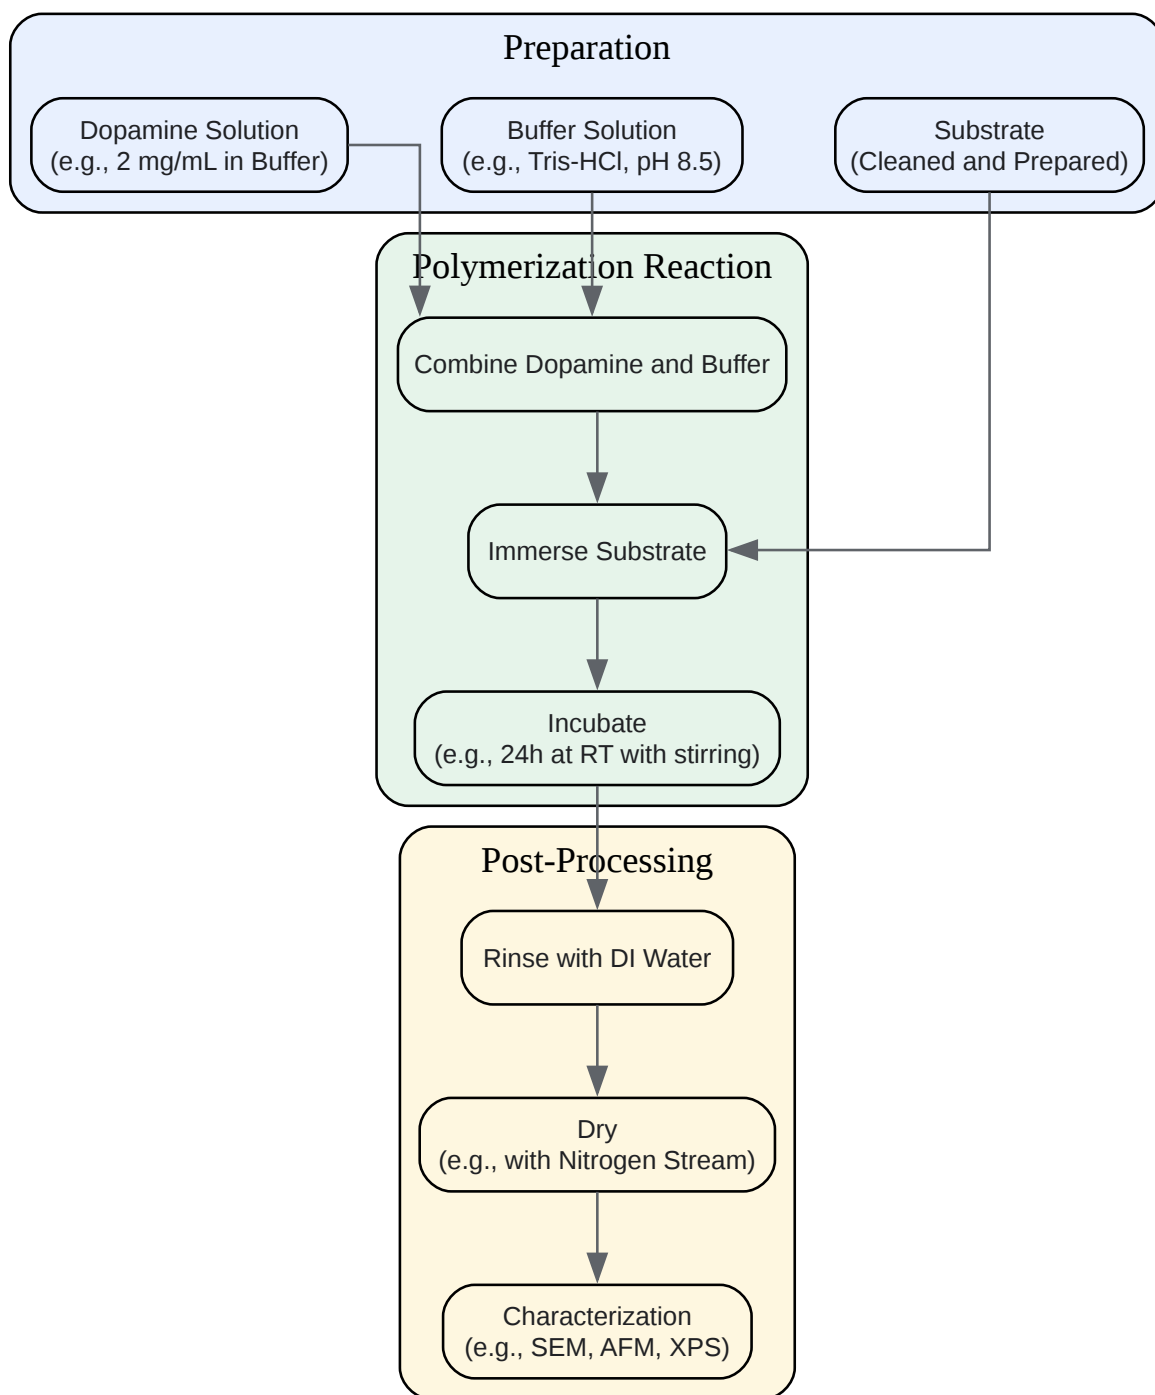 Preparation
Dopamine Solution
(e.g., 2 mg/mL in Buffer)
Buffer Solution
(e.g., Tris-HCl, pH 8.5)
Substrate
(Cleaned and Prepared)
Polymerization Reaction
Combine Dopamine and Buffer
Immerse Substrate
Incubate
(e.g., 24h at RT with stirring)
Post-Processing
Rinse with DI Water
Dry
(e.g., with Nitrogen Stream)
Characterization
(e.g., SEM, AFM, XPS)